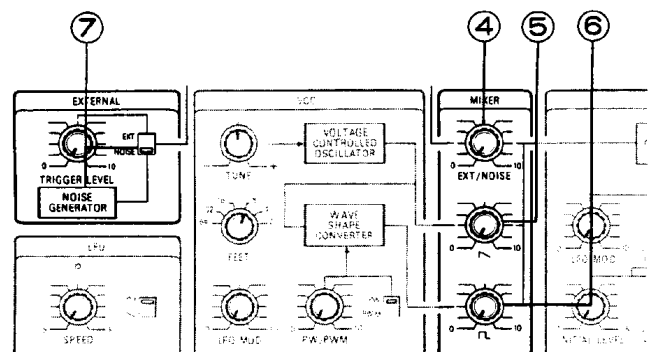 ⑦ ④ ⑤ ⑥
EXTERNAL
EXT
NOISE
0 10
TRIGGER LEVEL
NOISE
GENERATOR
LFO
SPEED
VCO
TUNE
VOLTAGE
CONTROLLED
OSCILLATOR
FEET
WAVE
SHAPE
CONVERTER
LFO MOD
PW/PWM
MIXER
0 10
EXT/NOISE
0 10
0 10
LFO MOD
INITIAL LEVEL